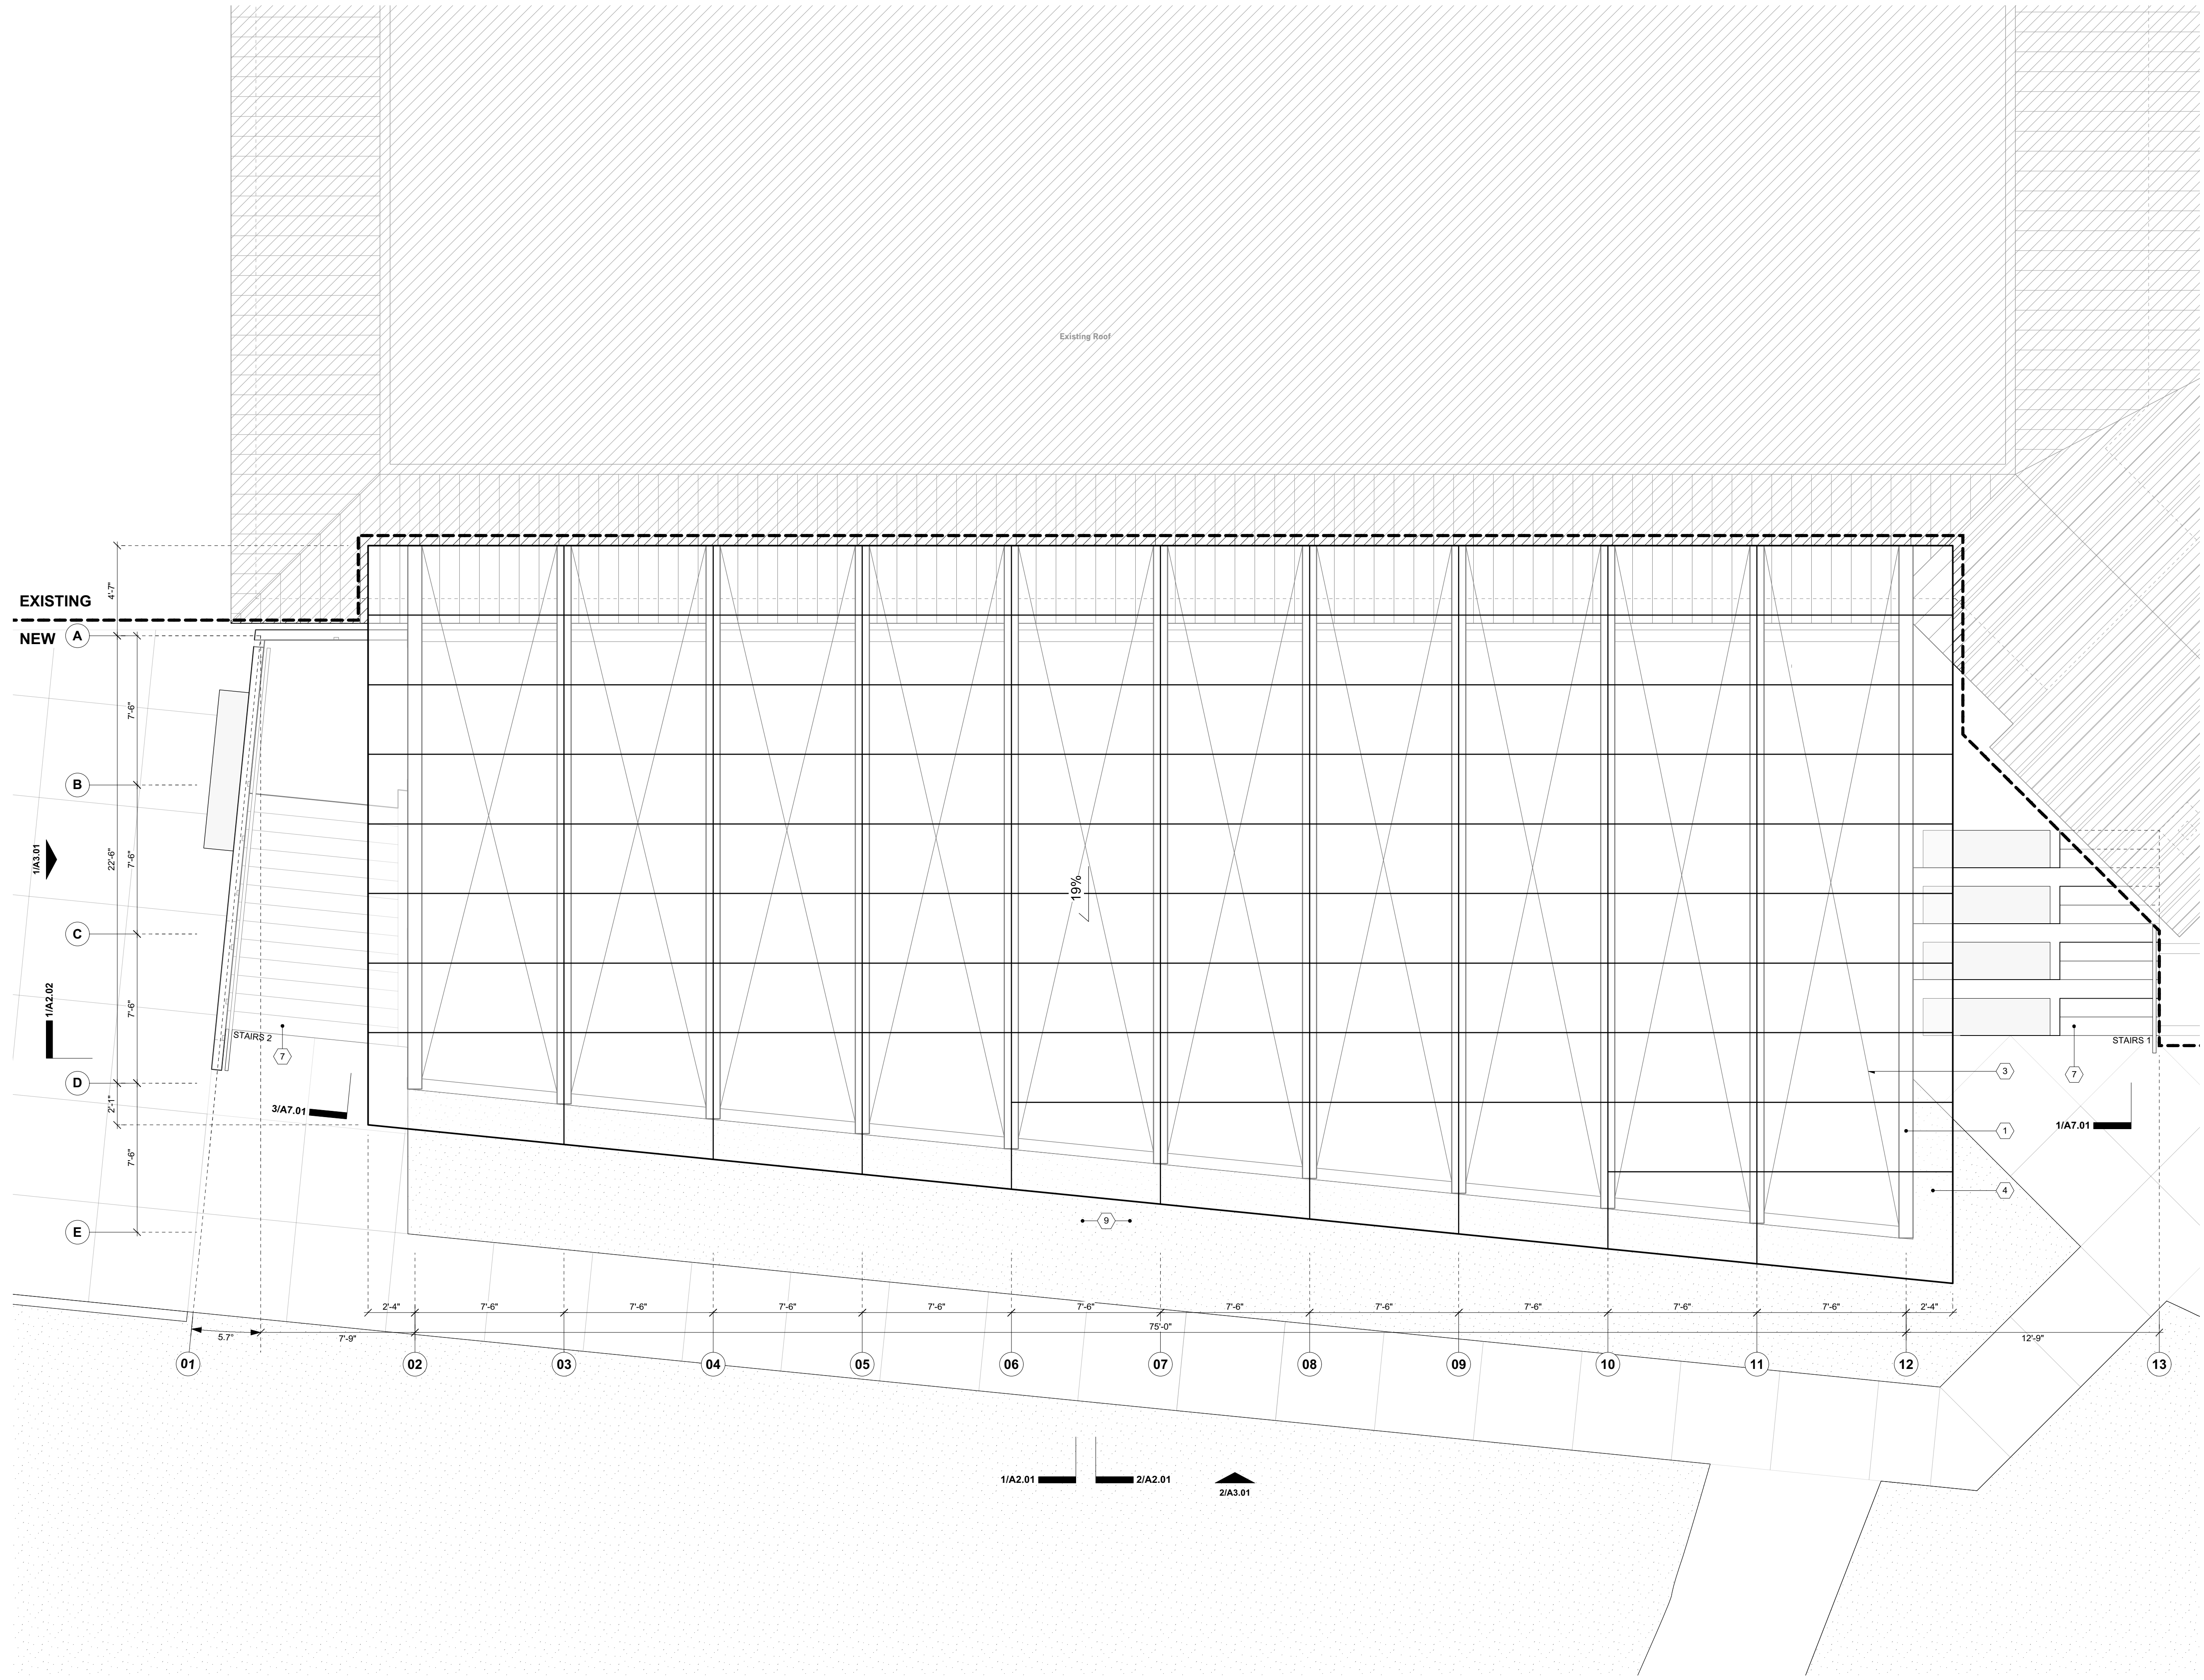 Existing Roof
EXISTING
NEW
4'-7"
A
7'-6"
B
1/A3.01
22'-6"
7'-6"
19%
C
7'-6"
1/A2.02
STAIRS 2
7
STAIRS 1
7
3
D
2'-1"
3/A7.01
1/A7.01
1
7'-6"
4
9
E
2'-4"
7'-6"
7'-6"
7'-6"
7'-6"
7'-6"
7'-6"
7'-6"
7'-6"
7'-6"
7'-6"
2'-4"
5.7°
7'-9"
75'-0"
12'-9"
01
02
03
04
05
06
07
08
09
10
11
12
13
1/A2.01
2/A2.01
2/A3.01